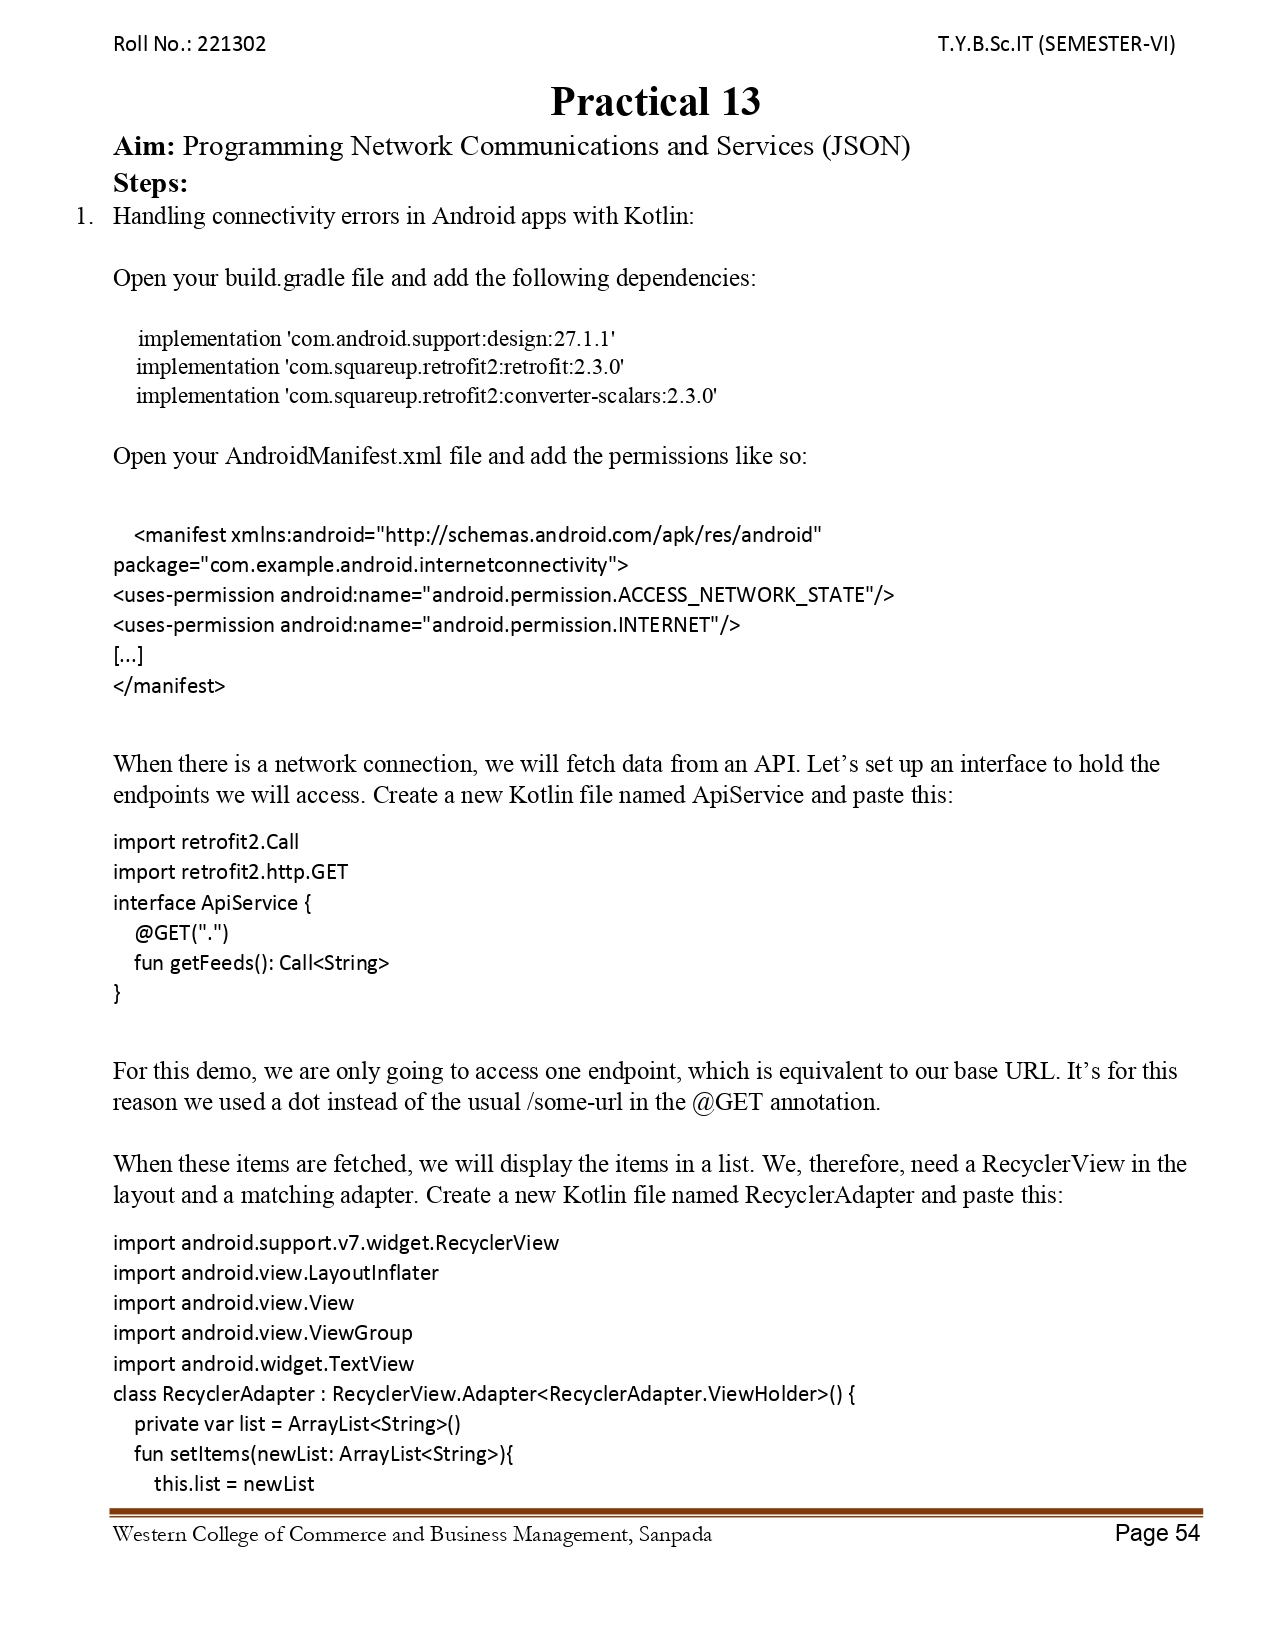 Roll No.: 221302 T.Y.B.Sc.IT (SEMESTER-VI)
Practical 13
Aim: Programming Network Communications and Services (JSON)
Steps:
1. Handling connectivity errors in Android apps with Kotlin:
Open your build.gradle file and add the following dependencies:
implementation 'com.android.support:design:27.1.1'
implementation 'com.squareup.retrofit2:retrofit:2.3.0'
implementation 'com.squareup.retrofit2:converter-scalars:2.3.0'
Open your AndroidManifest.xml file and add the permissions like so:
<manifest xmlns:android="http://schemas.android.com/apk/res/android"
package="com.example.android.internetconnectivity">
<uses-permission android:name="android.permission.ACCESS_NETWORK_STATE"/>
<uses-permission android:name="android.permission.INTERNET"/>
[...]
</manifest>
When there is a network connection, we will fetch data from an API. Let’s set up an interface to hold the
endpoints we will access. Create a new Kotlin file named ApiService and paste this:
import retrofit2.Call
import retrofit2.http.GET
interface ApiService {
@GET(".")
fun getFeeds(): Call<String>
}
For this demo, we are only going to access one endpoint, which is equivalent to our base URL. It’s for this
reason we used a dot instead of the usual /some-url in the @GET annotation.
When these items are fetched, we will display the items in a list. We, therefore, need a RecyclerView in the
layout and a matching adapter. Create a new Kotlin file named RecyclerAdapter and paste this:
import android.support.v7.widget.RecyclerView
import android.view.LayoutInflater
import android.view.View
import android.view.ViewGroup
import android.widget.TextView
class RecyclerAdapter : RecyclerView.Adapter<RecyclerAdapter.ViewHolder>() {
private var list = ArrayList<String>()
fun setItems(newList: ArrayList<String>){
this.list = newList
Western College of Commerce and Business Management, Sanpada Page 54